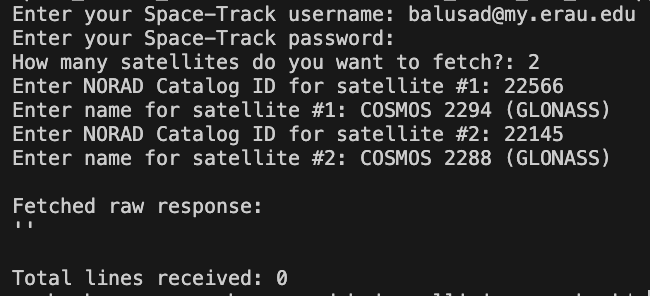 Enter your Space-Track username: balusad@my.erau.edu
Enter your Space-Track password:
How many satellites do you want to fetch?: 2
Enter NORAD Catalog ID for satellite #1: 22566
Enter name for satellite #1: COSMOS 2294 (GLONASS)
Enter NORAD Catalog ID for satellite #2: 22145
Enter name for satellite #2: COSMOS 2288 (GLONASS)
Fetched raw response:
''
Total lines received: 0